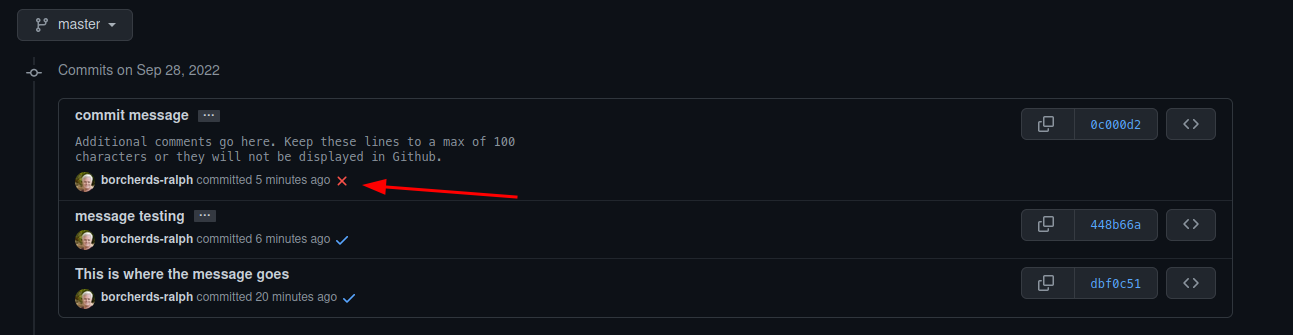 master
Commits on Sep 28, 2022
commit message ...
0c000d2
Additional comments go here. Keep these lines to a max of 100
characters or they will not be displayed in Github.
borcherds-ralph committed 5 minutes ago
message testing ...
448b66a
borcherds-ralph committed 6 minutes ago
This is where the message goes
dbf0c51
borcherds-ralph committed 20 minutes ago